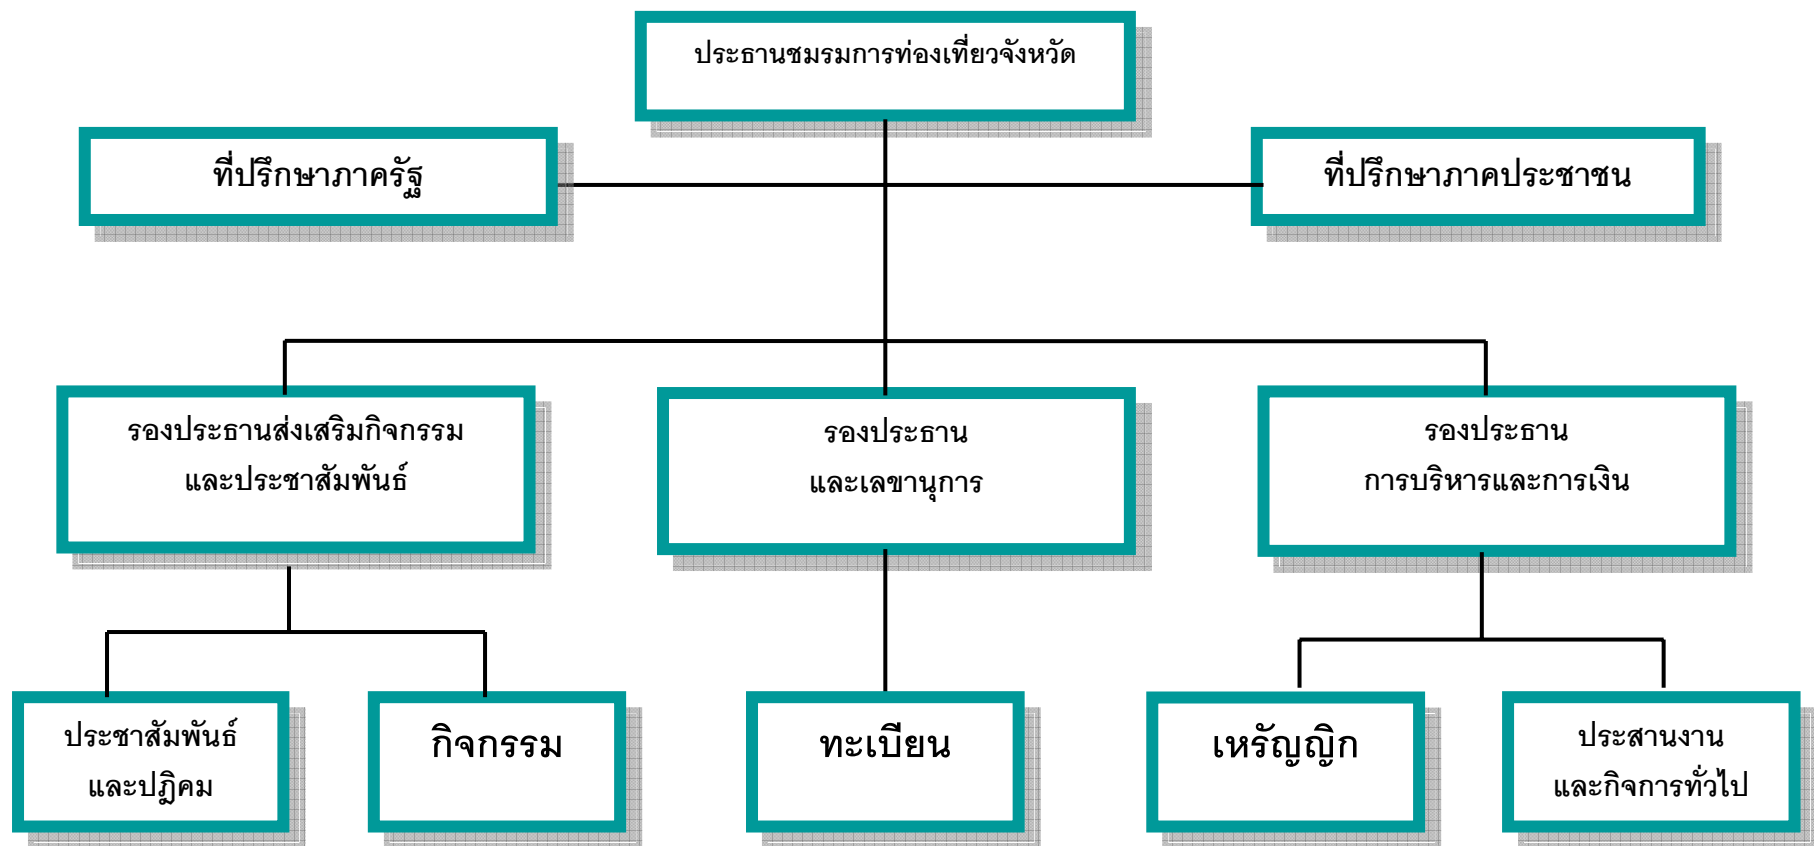 ประธานชมรมการท่องเที่ยวจังหวัด
ที่ปรึกษาภาครัฐ
ที่ปรึกษาภาคประชาชน
รองประธานส่งเสริมกิจกรรม
และประชาสัมพันธ์
รองประธาน
และเลขานุการ
รองประธาน
การบริหารและการเงิน
ประชาสัมพันธ์
และปฎิคม
กิจกรรม
ทะเบียน
เหรัญญิก
ประสานงาน
และกิจการทั่วไป